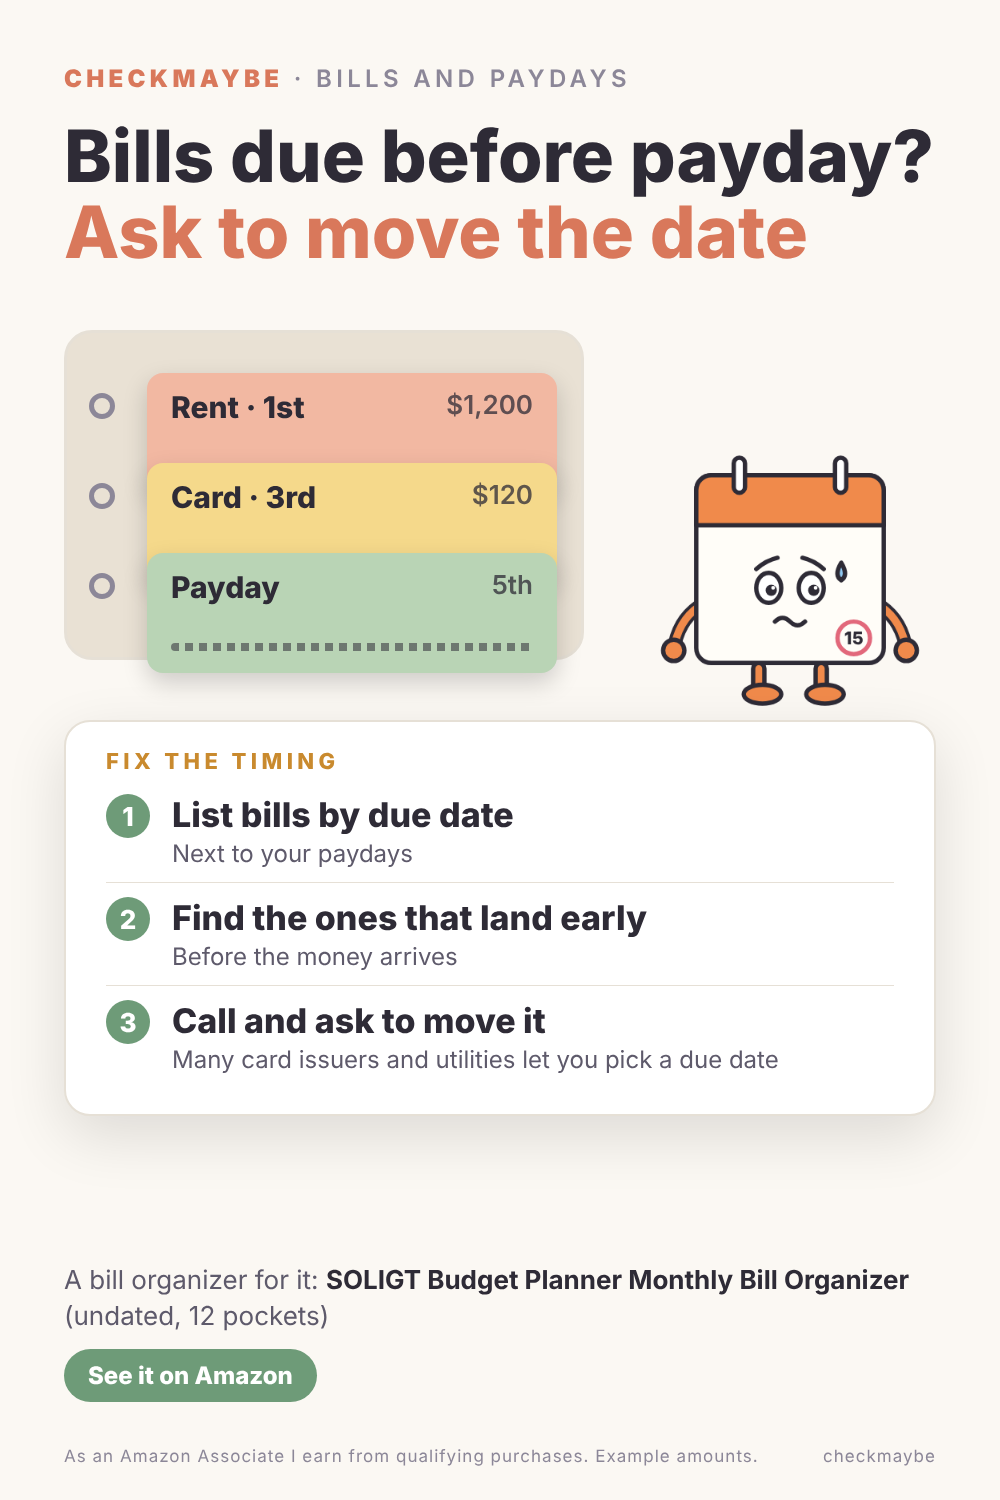 CHECKMAYBE · BILLS AND PAYDAYS
Bills due before payday?
Ask to move the date
Rent · 1st $1,200
Card · 3rd $120
Payday 5th
15
FIX THE TIMING
1 List bills by due date
Next to your paydays
2 Find the ones that land early
Before the money arrives
3 Call and ask to move it
Many card issuers and utilities let you pick a due date
A bill organizer for it: SOLIGT Budget Planner Monthly Bill Organizer
(undated, 12 pockets)
See it on Amazon
As an Amazon Associate I earn from qualifying purchases. Example amounts. checkmaybe